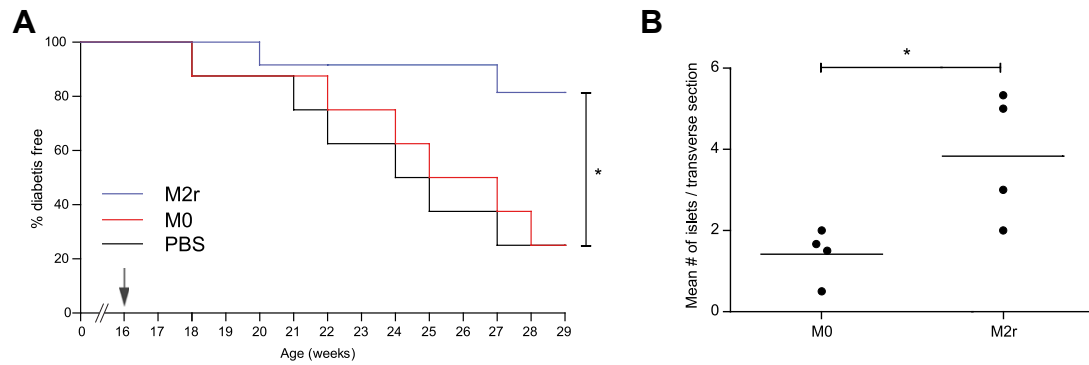 A
% diabetis free
100
80
60
40
20
0
M2r
M0
PBS
*
0 16 17 18 19 20 21 22 23 24 25 26 27 28 29
Age (weeks)
B
Mean # of islets / transverse section
6
4
2
0
*
M0 M2r